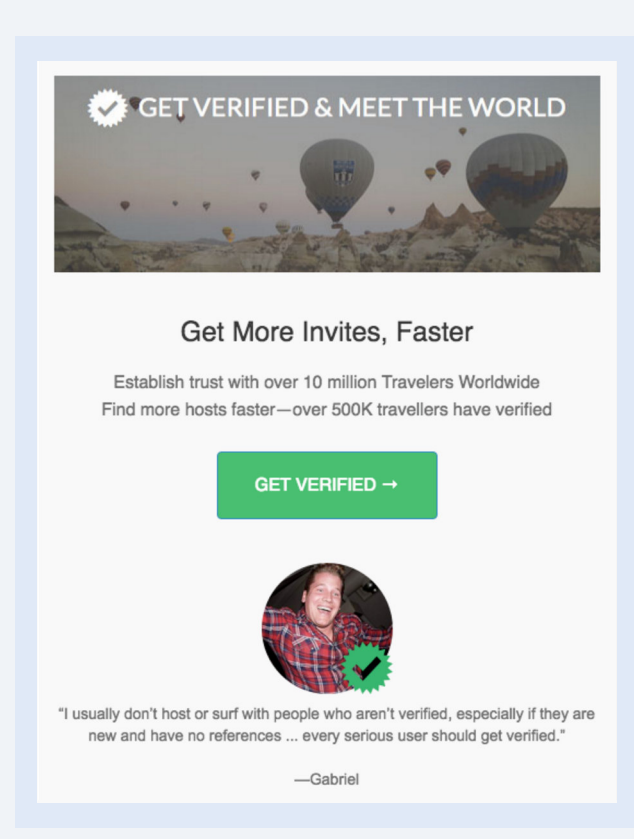 GET VERIFIED & MEET THE WORLD
Get More Invites, Faster
Establish trust with over 10 million Travelers Worldwide
Find more hosts faster—over 500K travellers have verified
GET VERIFIED →
“I usually don’t host or surf with people who aren’t verified, especially if they are
new and have no references ... every serious user should get verified.”
—Gabriel